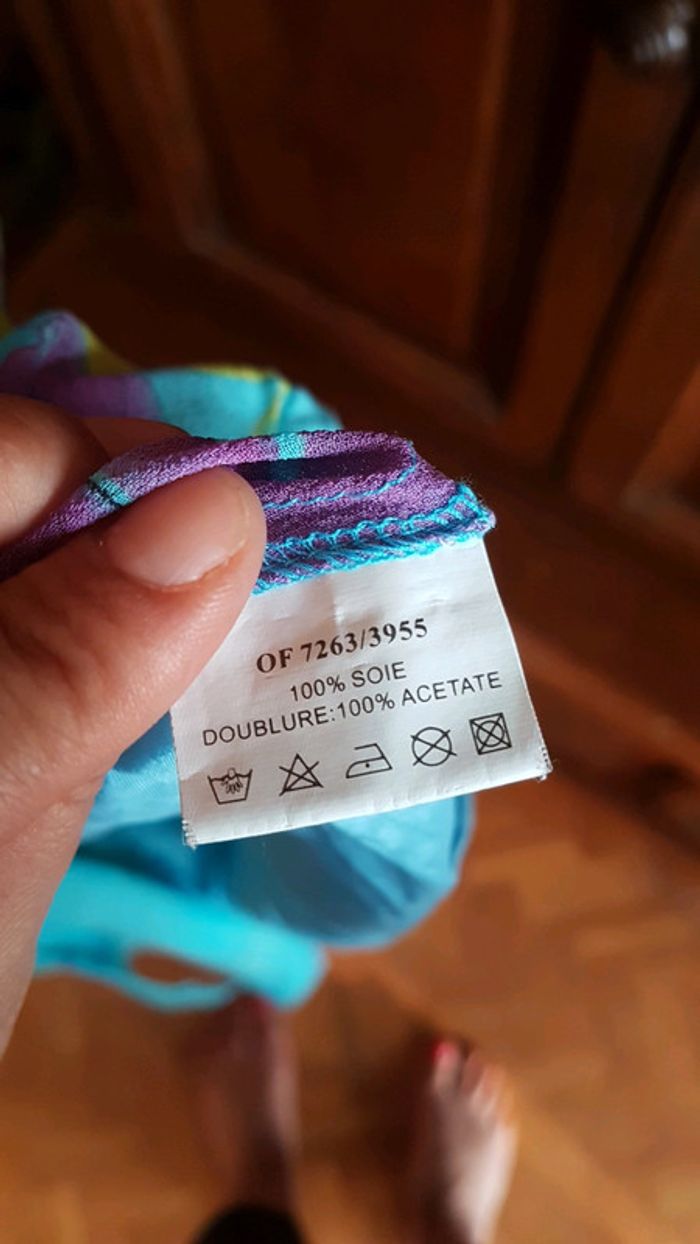 OF 7263/3955
100% SOIE
DOUBLURE:100% ACETATE